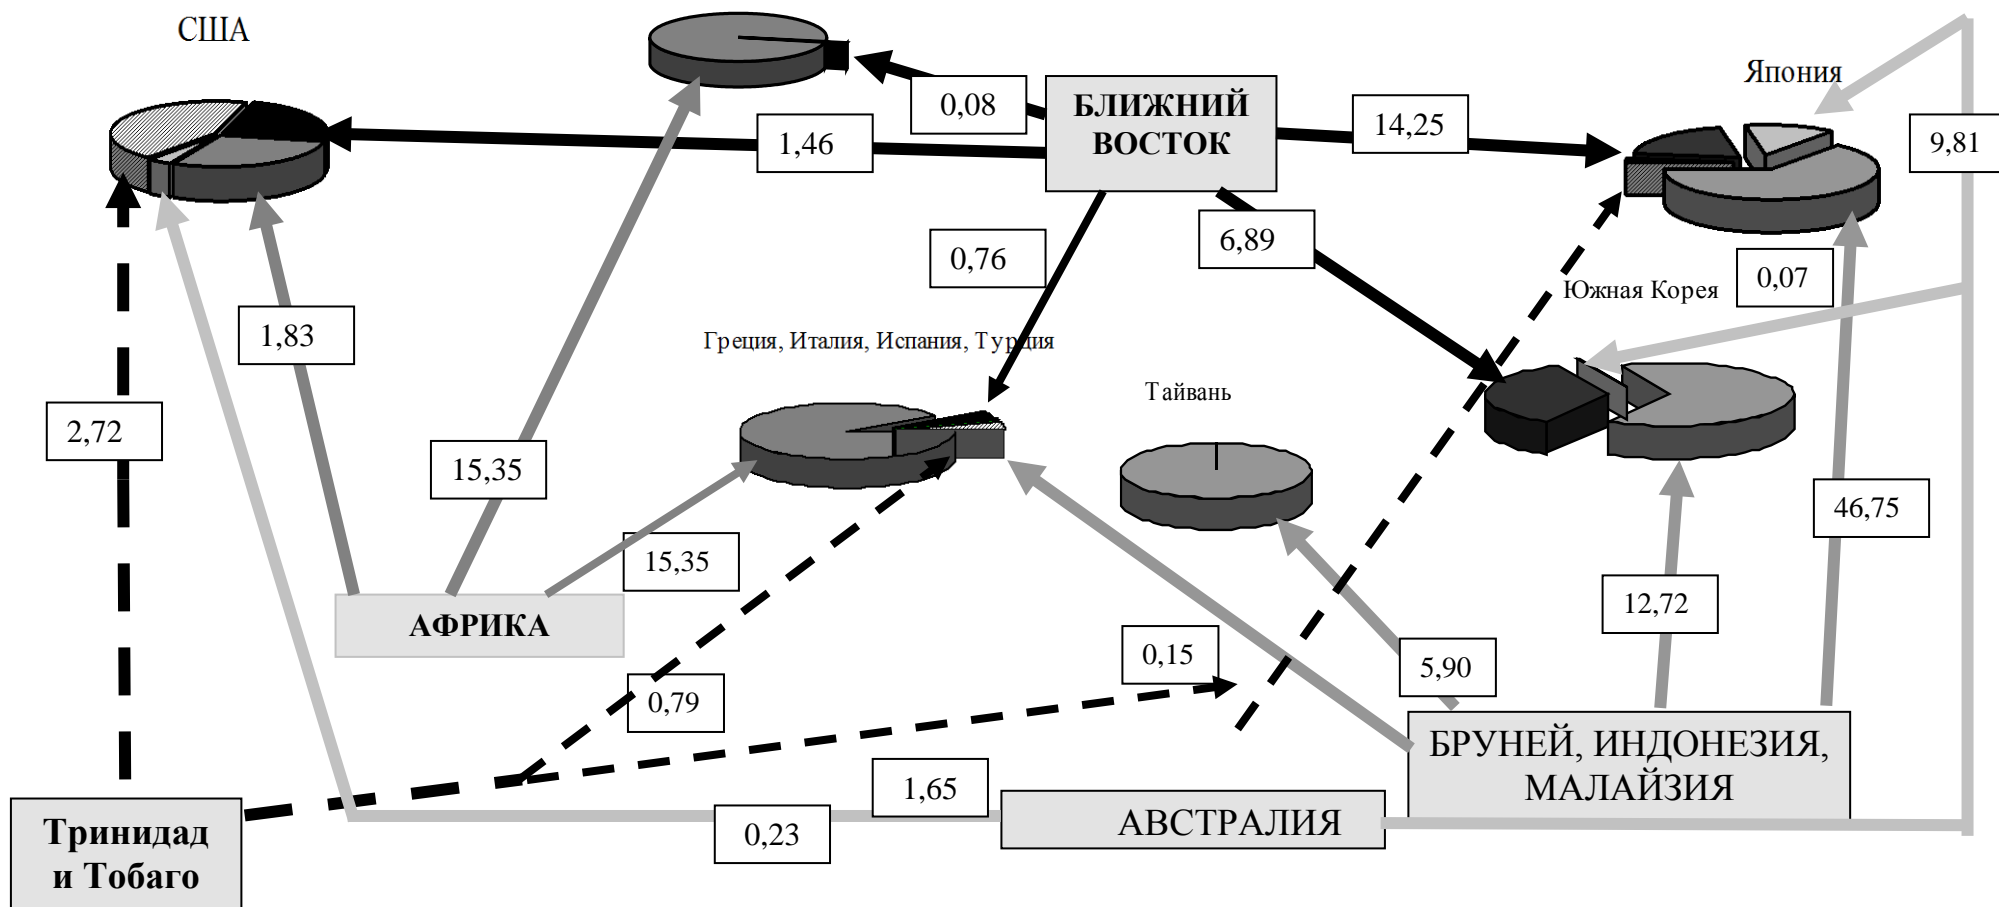 США
Япония
0,08
БЛИЖНИЙ
ВОСТОК
14,25
9,81
1,46
6,89
0,76
0,07
Южная Корея
1,83
Греция, Италия, Испания, Турция
Тайвань
2,72
15,35
46,75
15,35
12,72
АФРИКА
0,15
5,90
0,79
БРУНЕЙ, ИНДОНЕЗИЯ,
МАЛАЙЗИЯ
1,65
АВСТРАЛИЯ
0,23
Тринидад
и Тобаго